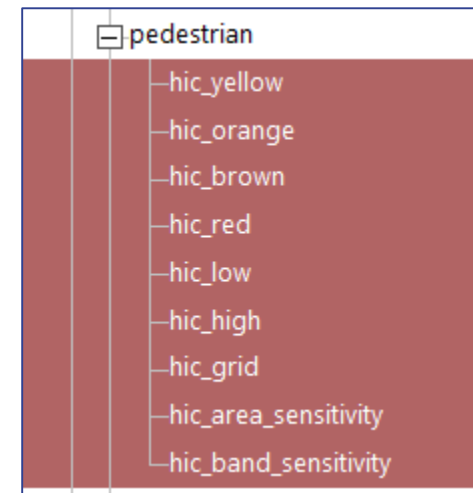 pedestrian
hic_yellow
hic_orange
hic_brown
hic_red
hic_low
hic_high
hic_grid
hic_area_sensitivity
hic_band_sensitivity